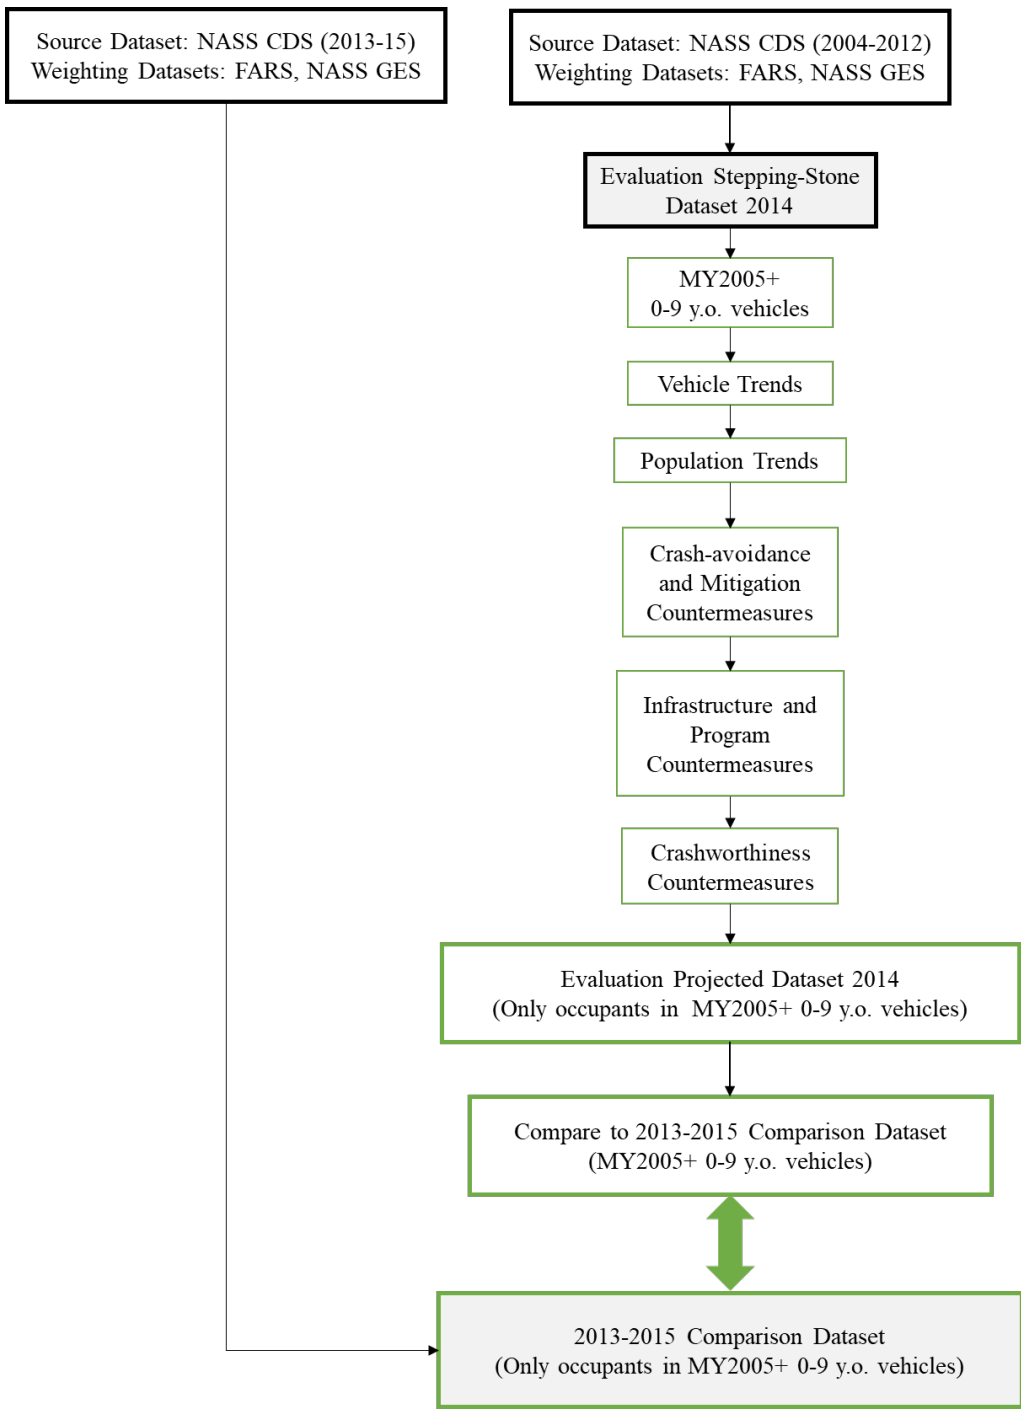 Source Dataset: NASS CDS (2013-15)
Weighting Datasets: FARS, NASS GES
Source Dataset: NASS CDS (2004-2012)
Weighting Datasets: FARS, NASS GES
Evaluation Stepping-Stone
Dataset 2014
MY2005+
0-9 y.o. vehicles
Vehicle Trends
Population Trends
Crash-avoidance
and Mitigation
Countermeasures
Infrastructure and
Program
Countermeasures
Crashworthiness
Countermeasures
Evaluation Projected Dataset 2014
(Only occupants in MY2005+ 0-9 y.o. vehicles)
Compare to 2013-2015 Comparison Dataset
(MY2005+ 0-9 y.o. vehicles)
2013-2015 Comparison Dataset
(Only occupants in MY2005+ 0-9 y.o. vehicles)